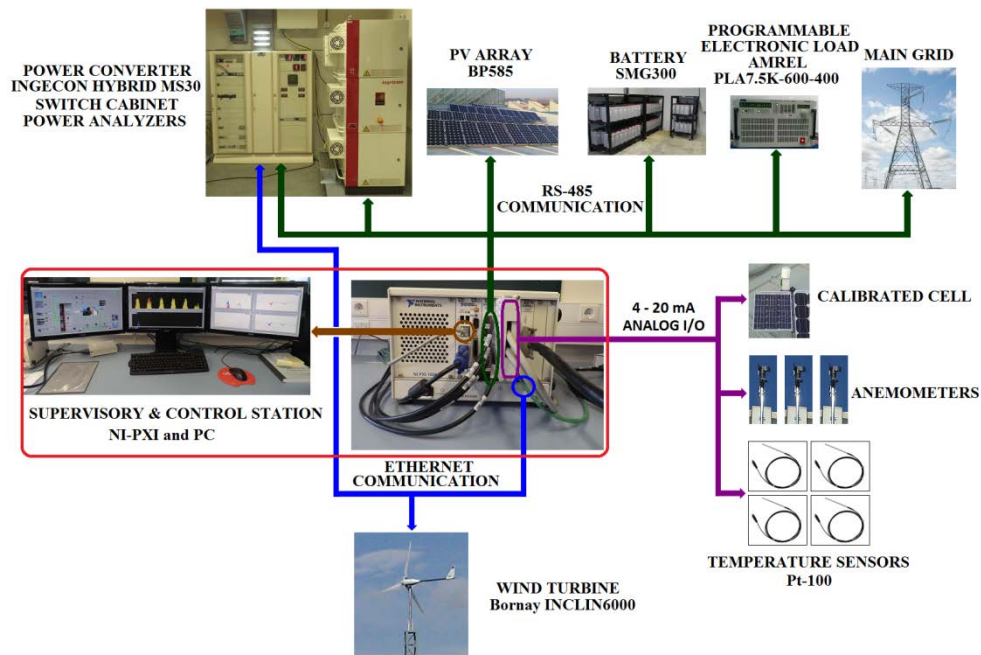 POWER CONVERTER
INGECON HYBRID MS30
SWITCH CABINET
POWER ANALYZERS
PV ARRAY
BP585
BATTERY
SMG300
PROGRAMMABLE
ELECTRONIC LOAD
AMREL
PLA7.5K-600-400
MAIN GRID
RS-485
COMMUNICATION
4 - 20 mA
ANALOG I/O
CALIBRATED CELL
ANEMOMETERS
SUPERVISORY & CONTROL STATION
NI-PXI and PC
ETHERNET
COMMUNICATION
TEMPERATURE SENSORS
Pt-100
WIND TURBINE
Bornay INCLIN6000